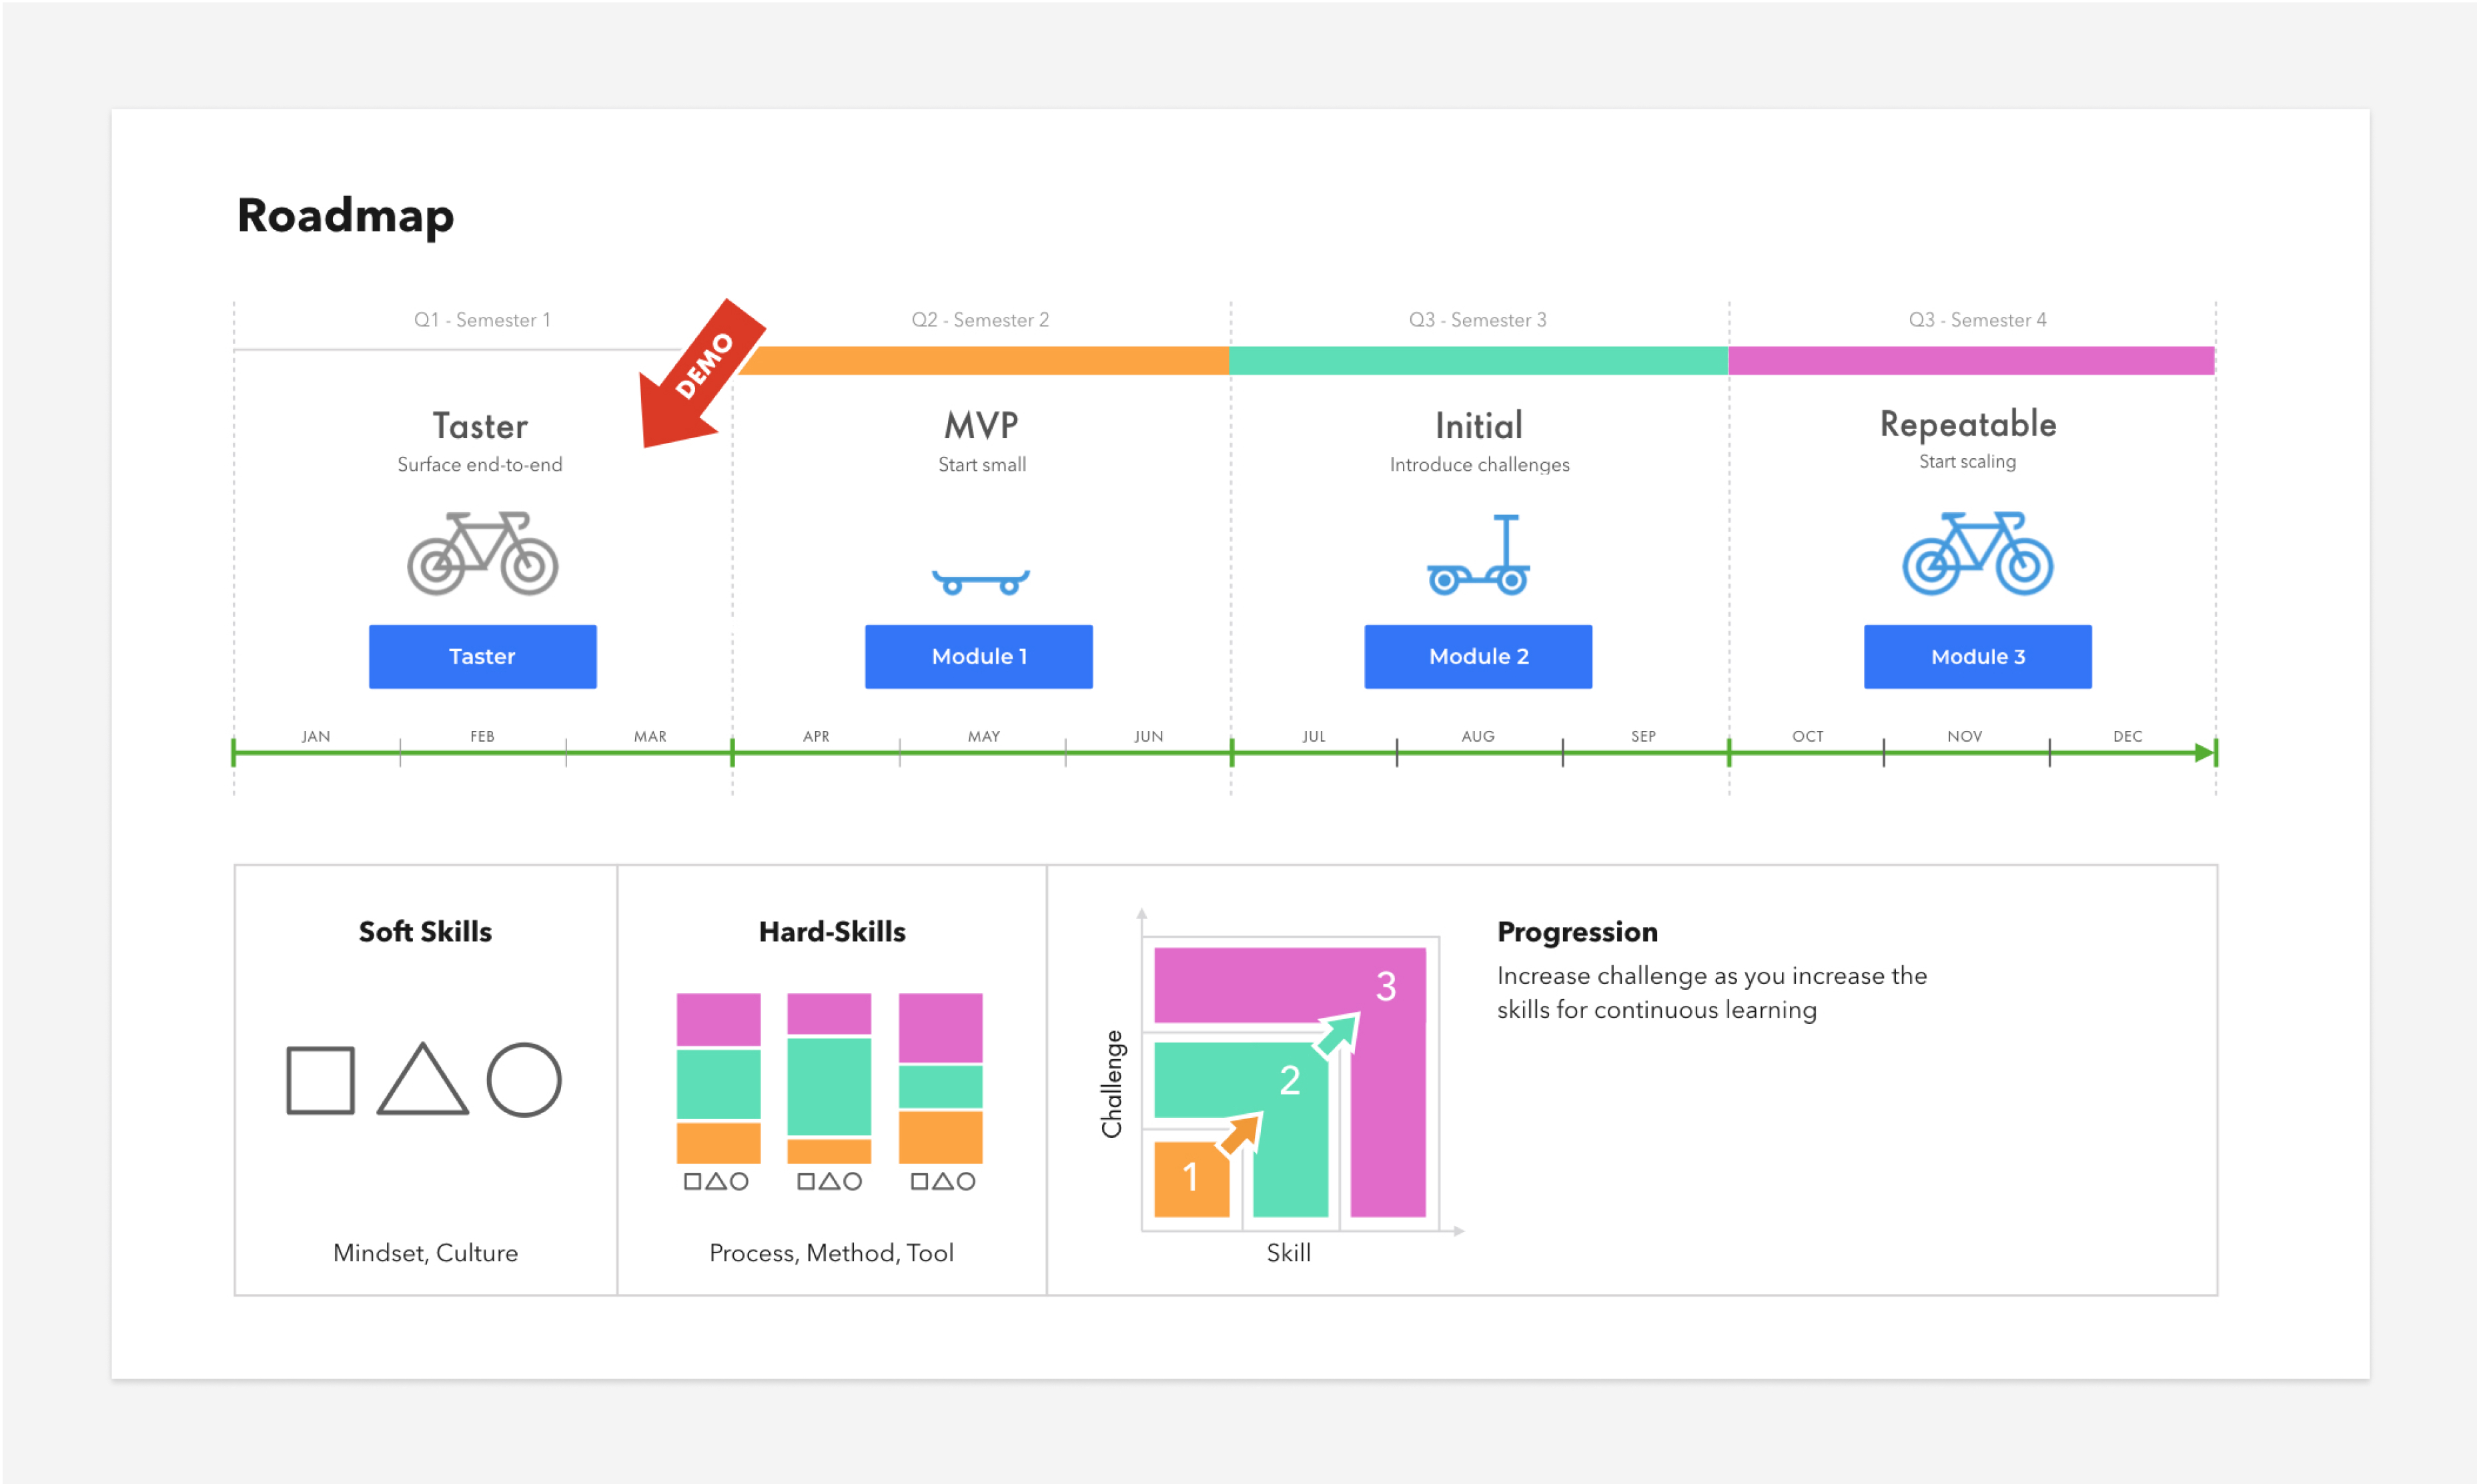 Roadmap
Q1 - Semester 1
Q2 - Semester 2
Q3 - Semester 3
Q3 - Semester 4
DEMO
Taster
Surface end-to-end
MVP
Start small
Initial
Introduce challenges
Repeatable
Start scaling
Taster
Module 1
Module 2
Module 3
JAN
FEB
MAR
APR
MAY
JUN
JUL
AUG
SEP
OCT
NOV
DEC
Soft Skills
Mindset, Culture
Hard-Skills
Process, Method, Tool
Challenge
3
2
1
Skill
Progression
Increase challenge as you increase the
skills for continuous learning